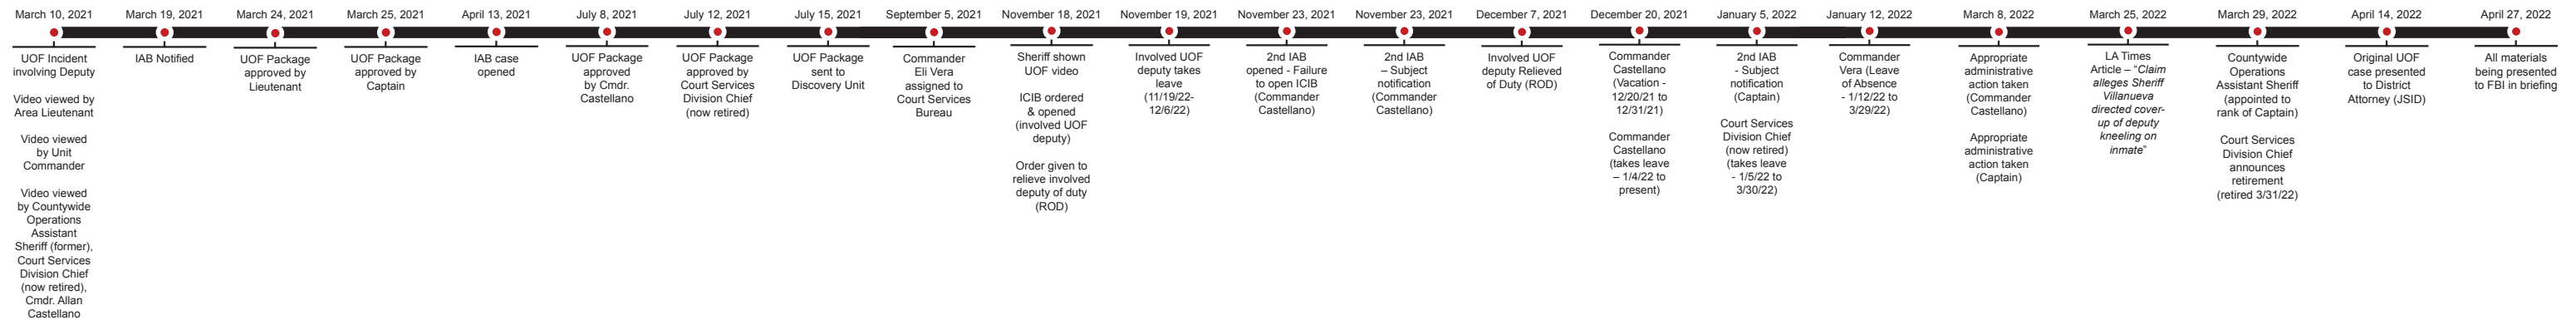 March 10, 2021
UOF Incident
involving Deputy
Video viewed by
Area Lieutenant
Video viewed
by Unit
Commander
Video viewed
by Countywide
Operations
Assistant
Sheriff (former),
Court Services
Division Chief
(now retired),
Cmdr. Allan
Castellano
March 19, 2021
IAB Notified
March 24, 2021
UOF Package
approved by
Lieutenant
March 25, 2021
UOF Package
approved by
Captain
April 13, 2021
IAB case
opened
July 8, 2021
UOF Package
approved
by Cmdr.
Castellano
July 12, 2021
UOF Package
approved by
Court Services
Division Chief
(now retired)
July 15, 2021
UOF Package
sent to
Discovery Unit
September 5, 2021
Commander
Eli Vera
assigned to
Court Services
Bureau
November 18, 2021
Sheriff shown
UOF video
ICIB ordered
& opened
(involved UOF
deputy)
Order given to
relieve involved
deputy of duty
(ROD)
November 19, 2021
Involved UOF
deputy takes
leave
(11/19/22-
12/6/22)
November 23, 2021
2nd IAB
opened - Failure
to open ICIB
(Commander
Castellano)
November 23, 2021
2nd IAB
– Subject
notification
(Commander
Castellano)
December 7, 2021
Involved UOF
deputy Relieved
of Duty (ROD)
December 20, 2021
Commander
Castellano
(Vacation -
12/20/21 to
12/31/21)
Commander
Castellano
(takes leave
– 1/4/22 to
present)
January 5, 2022
2nd IAB
- Subject
notification
(Captain)
Court Services
Division Chief
(now retired)
(takes leave
- 1/5/22 to
3/30/22)
January 12, 2022
Commander
Vera (Leave
of Absence
- 1/12/22 to
3/29/22)
March 8, 2022
Appropriate
administrative
action taken
(Commander
Castellano)
Appropriate
administrative
action taken
(Captain)
March 25, 2022
LA Times
Article – “Claim
alleges Sheriff
Villanueva
directed cover-
up of deputy
kneeling on
inmate”
March 29, 2022
Countywide
Operations
Assistant Sheriff
(appointed to
rank of Captain)
Court Services
Division Chief
announces
retirement
(retired 3/31/22)
April 14, 2022
Original UOF
case presented
to District
Attorney (JSID)
April 27, 2022
All materials
being presented
to FBI in briefing